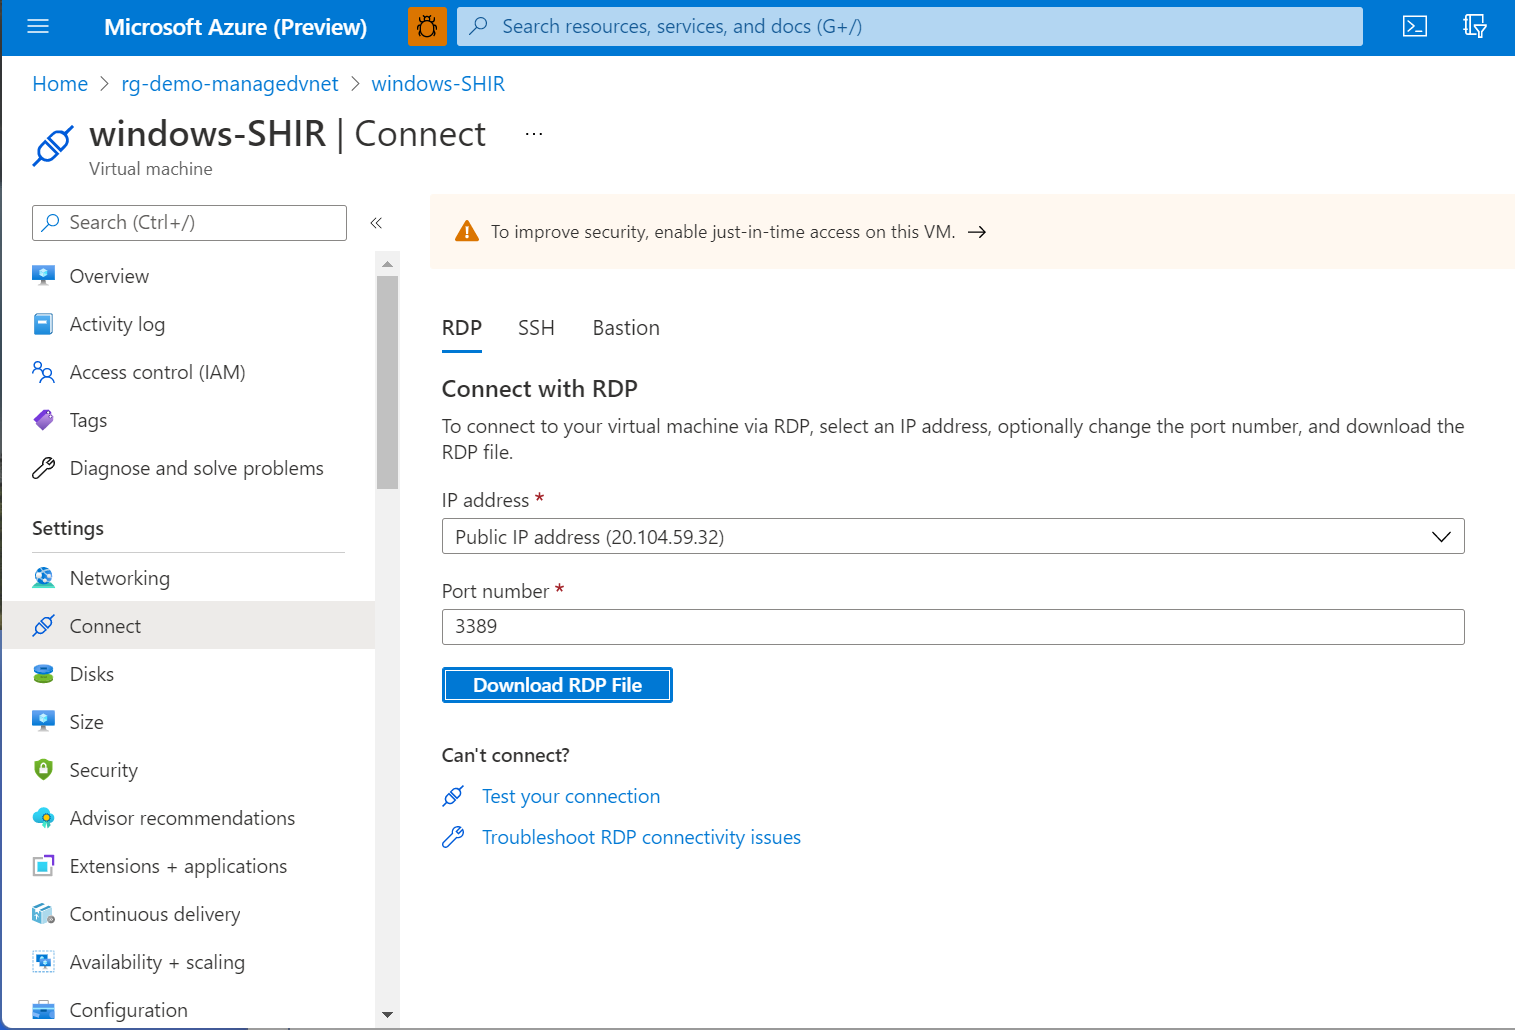 Microsoft Azure (Preview)
Search resources, services, and docs (G+/)
Home > rg-demo-managedvnet > windows-SHIR
windows-SHIR | Connect ...
Virtual machine
Search (Ctrl+/)
«
Overview
Activity log
Access control (IAM)
Tags
Diagnose and solve problems
Settings
Networking
Connect
Disks
Size
Security
Advisor recommendations
Extensions + applications
Continuous delivery
Availability + scaling
Configuration
To improve security, enable just-in-time access on this VM. →
RDP SSH Bastion
Connect with RDP
To connect to your virtual machine via RDP, select an IP address, optionally change the port number, and download the
RDP file.
IP address *
Public IP address (20.104.59.32)
Port number *
3389
Download RDP File
Can't connect?
Test your connection
Troubleshoot RDP connectivity issues